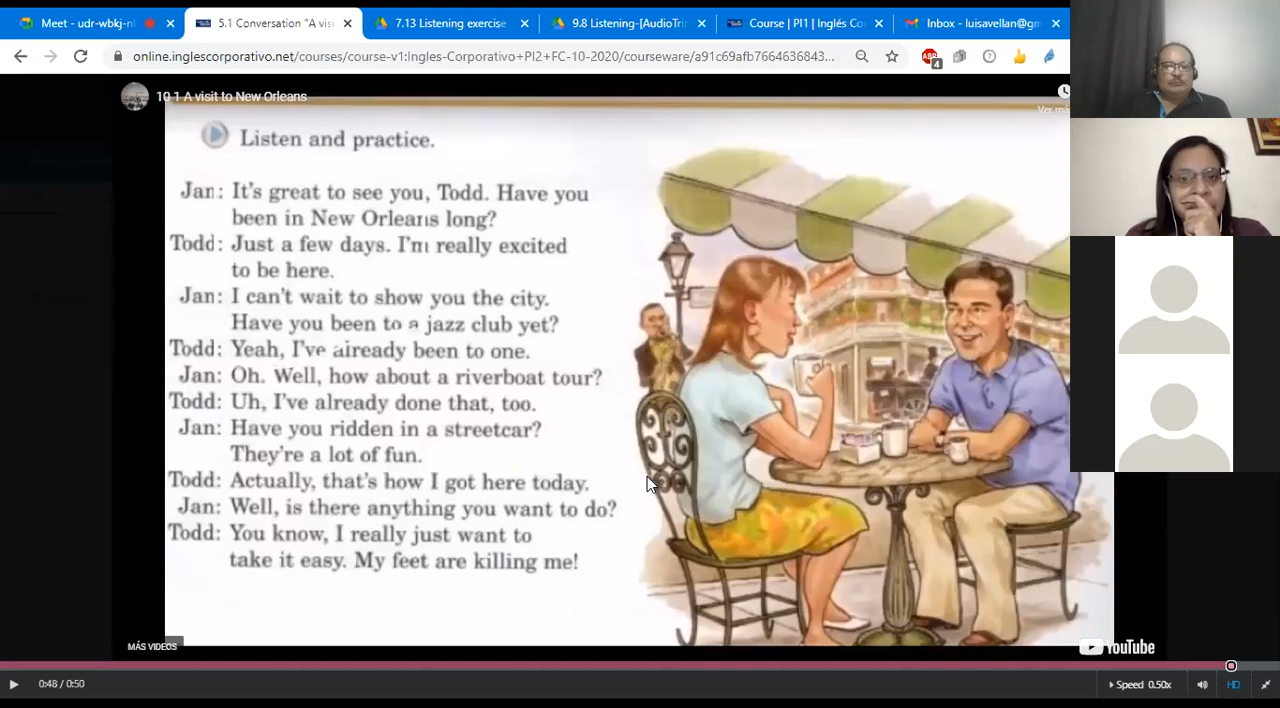 Meet - udr-wbkj-n
5.1 Conversation "A vis
7.13 Listening exercise
9.8 Listening-[AudioTri
Course | PI1 | Inglés Co
Inbox - luisavellan@gm
online.inglescorporativo.net/courses/course-v1:Ingles-Corporativo+PI2+FC-10-2020/courseware/a91c69afb7664636843...
ABP
4
10 1 A visit to New Orleans
Ver má
Listen and practice.
Jan: It's great to see you, Todd. Have you
been in New Orleans long?
Todd: Just a few days. I'm really excited
to be here.
Jan: I can't wait to show you the city.
Have you been to a jazz club yet?
Todd: Yeah, I've already been to one.
Jan: Oh. Well, how about a riverboat tour?
Todd: Uh, I've already done that, too.
Jan: Have you ridden in a streetcar?
They're a lot of fun.
Todd: Actually, that's how I got here today.
Jan: Well, is there anything you want to do?
Todd: You know, I really just want to
take it easy. My feet are killing me!
MÁS VIDEOS
YouTube
0:48 / 0:50
Speed 0.50x
HD